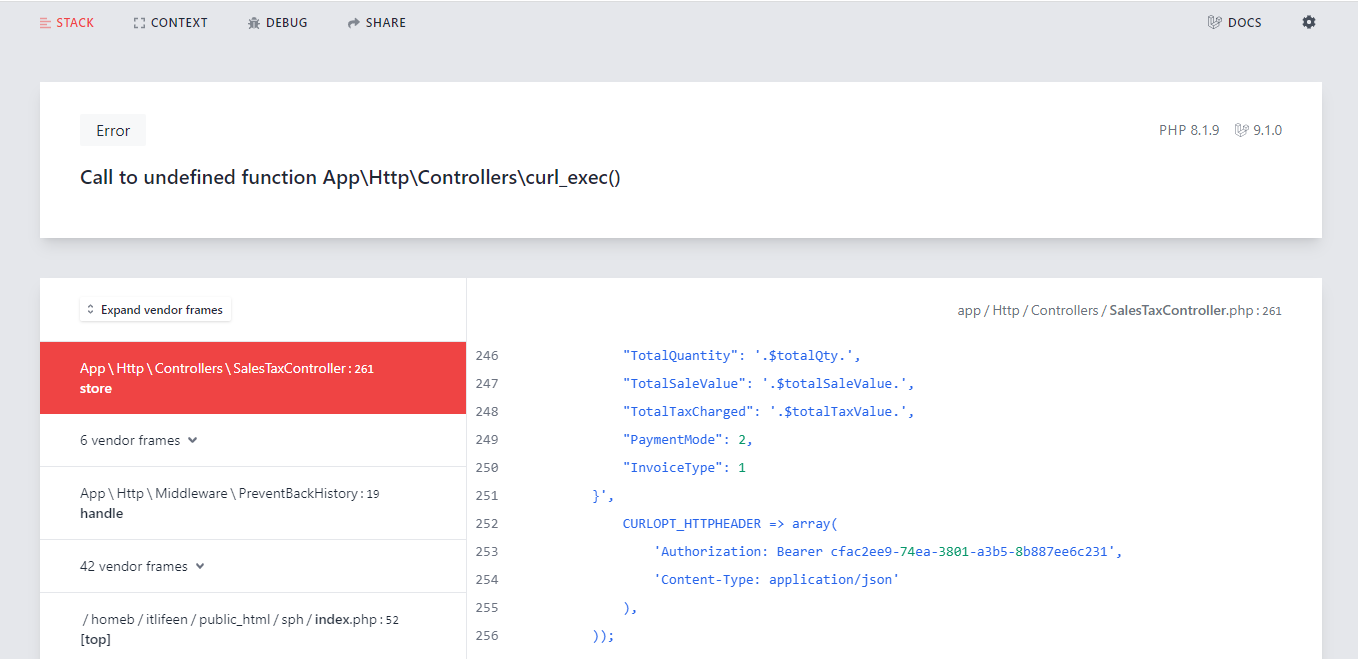 STACK CONTEXT DEBUG SHARE DOCS
Error PHP 8.1.9 9.1.0
Call to undefined function App\Http\Controllers\curl_exec()
Expand vendor frames
App \ Http \ Controllers \ SalesTaxController : 261
store
6 vendor frames
App \ Http \ Middleware \ PreventBackHistory : 19
handle
42 vendor frames
/ homeb / itlifeen / public_html / sph / index.php : 52
[top]
app / Http / Controllers / SalesTaxController.php : 261
246 "TotalQuantity": '.$totalQty.',
247 "TotalSaleValue": '.$totalSaleValue.',
248 "TotalTaxCharged": '.$totalTaxValue.',
249 "PaymentMode": 2,
250 "InvoiceType": 1
251 }',
252 CURLOPT_HTTPHEADER => array(
253 'Authorization: Bearer cfac2ee9-74ea-3801-a3b5-8b887ee6c231',
254 'Content-Type: application/json'
255 ),
256 ));